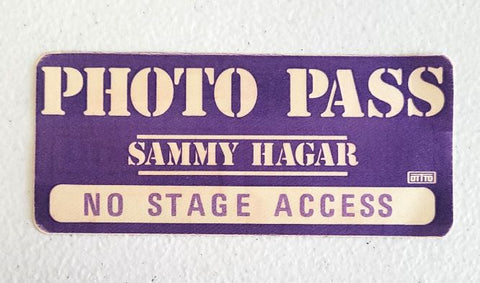 PHOTO PASS
SAMMY HAGAR
OTTO
NO STAGE ACCESS